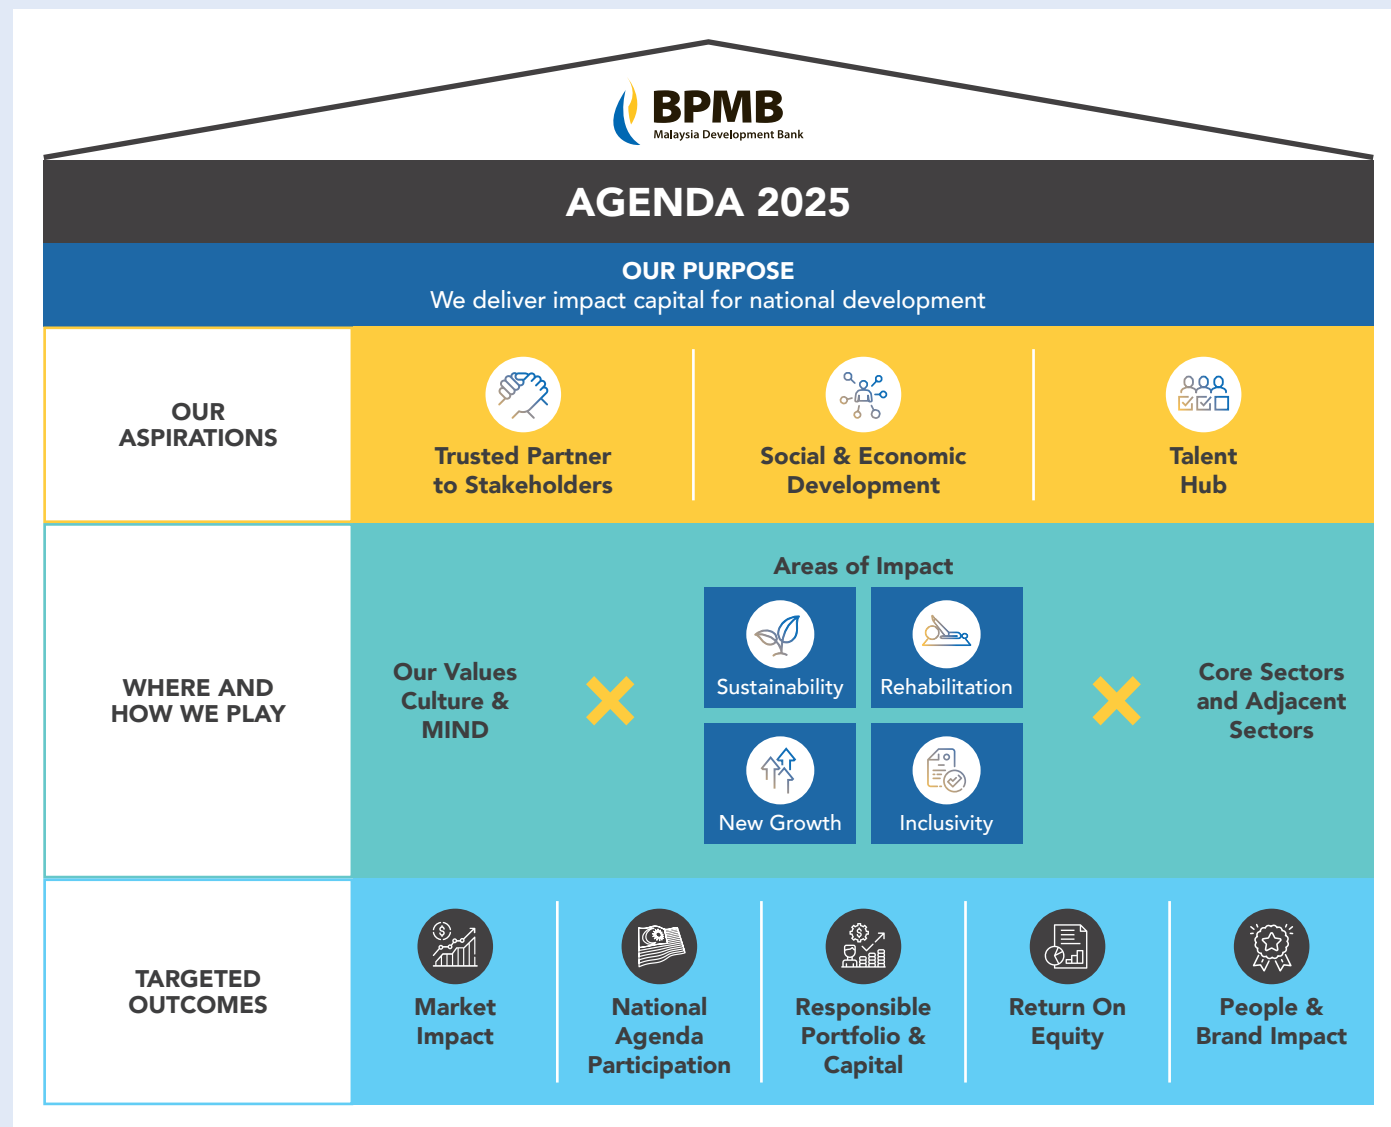 BPMB
Malaysia Development Bank
AGENDA 2025
OUR PURPOSE
We deliver impact capital for national development
OUR
ASPIRATIONS
Trusted Partner
to Stakeholders
Social & Economic
Development
Talent
Hub
WHERE AND
HOW WE PLAY
Our Values
Culture &
MIND
Areas of Impact
Sustainability
Rehabilitation
New Growth
Inclusivity
Core Sectors
and Adjacent
Sectors
TARGETED
OUTCOMES
Market
Impact
National
Agenda
Participation
Responsible
Portfolio &
Capital
Return On
Equity
People &
Brand Impact